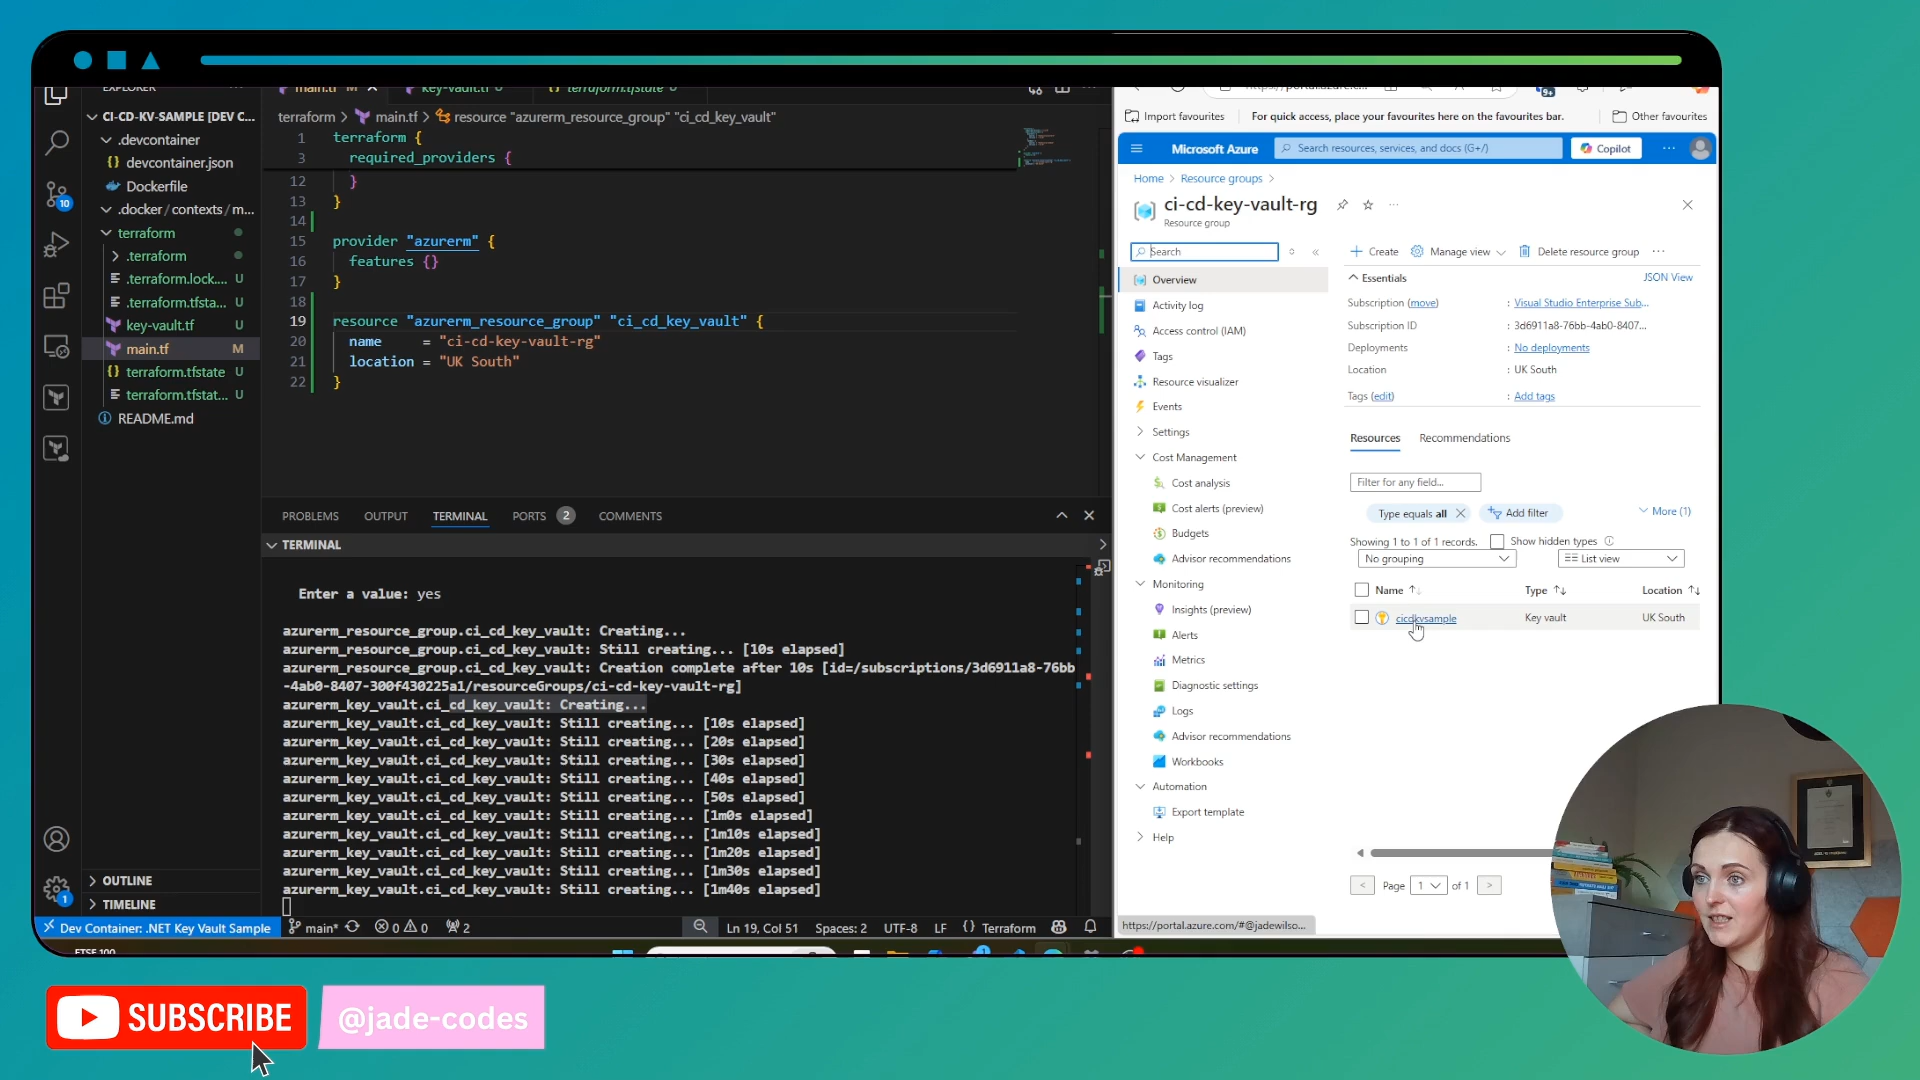 EXPLORER
CI-CD-KV-SAMPLE [DEV C...
.devcontainer
devcontainer.json
Dockerfile
.docker / contexts / m...
terraform
.terraform
.terraform.lock.... U
.terraform.tfsta... U
key-vault.tf U
main.tf M
terraform.tfstate U
terraform.tfstat... U
README.md
OUTLINE
TIMELINE
10
1
main.tf M
key-vault.tf U
terraform.tfstate U
terraform > main.tf > resource "azurerm_resource_group" "ci_cd_key_vault"
1 terraform {
3 required_providers {
12 }
13 }
14
15 provider "azurerm" {
16 features {}
17 }
18
19 resource "azurerm_resource_group" "ci_cd_key_vault" {
20 name = "ci-cd-key-vault-rg"
21 location = "UK South"
22 }
PROBLEMS OUTPUT TERMINAL PORTS 2 COMMENTS
TERMINAL
Enter a value: yes
azurerm_resource_group.ci_cd_key_vault: Creating...
azurerm_resource_group.ci_cd_key_vault: Still creating... [10s elapsed]
azurerm_resource_group.ci_cd_key_vault: Creation complete after 10s [id=/subscriptions/3d6911a8-76bb
-4ab0-8407-300f430225a1/resourceGroups/ci-cd-key-vault-rg]
azurerm_key_vault.ci_cd_key_vault: Creating...
azurerm_key_vault.ci_cd_key_vault: Still creating... [10s elapsed]
azurerm_key_vault.ci_cd_key_vault: Still creating... [20s elapsed]
azurerm_key_vault.ci_cd_key_vault: Still creating... [30s elapsed]
azurerm_key_vault.ci_cd_key_vault: Still creating... [40s elapsed]
azurerm_key_vault.ci_cd_key_vault: Still creating... [50s elapsed]
azurerm_key_vault.ci_cd_key_vault: Still creating... [1m0s elapsed]
azurerm_key_vault.ci_cd_key_vault: Still creating... [1m10s elapsed]
azurerm_key_vault.ci_cd_key_vault: Still creating... [1m20s elapsed]
azurerm_key_vault.ci_cd_key_vault: Still creating... [1m30s elapsed]
azurerm_key_vault.ci_cd_key_vault: Still creating... [1m40s elapsed]
Dev Container: .NET Key Vault Sample main* 0 0 2 Ln 19, Col 51 Spaces: 2 UTF-8 LF {} Terraform
FTSE 100
9+
Import favourites For quick access, place your favourites here on the favourites bar. Other favourites
Microsoft Azure Search resources, services, and docs (G+/) Copilot
Home > Resource groups >
ci-cd-key-vault-rg
Resource group
Search
Create Manage view Delete resource group
Overview
Activity log
Access control (IAM)
Tags
Resource visualizer
Events
Settings
Cost Management
Cost analysis
Cost alerts (preview)
Budgets
Advisor recommendations
Monitoring
Insights (preview)
Alerts
Metrics
Diagnostic settings
Logs
Advisor recommendations
Workbooks
Automation
Export template
Help
Essentials JSON View
Subscription (move) : Visual Studio Enterprise Sub...
Subscription ID : 3d6911a8-76bb-4ab0-8407...
Deployments : No deployments
Location : UK South
Tags (edit) : Add tags
Resources Recommendations
Filter for any field...
Type equals all Add filter More (1)
Showing 1 to 1 of 1 records. Show hidden types
No grouping List view
Name Type Location
cicdkvsample Key vault UK South
< Page 1 of 1 >
https://portal.azure.com/#@jadewilso...
SUBSCRIBE
@jade-codes